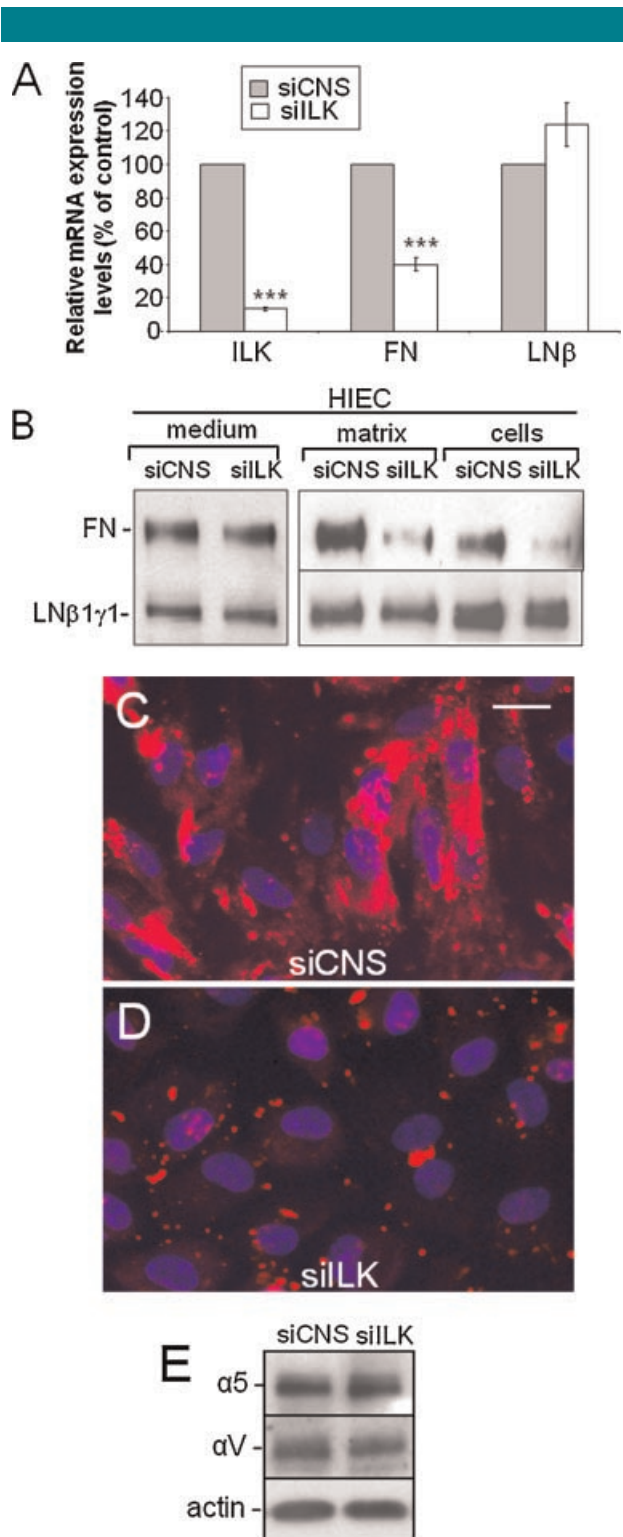 A
siCNS
siILK
Relative mRNA expression
levels (% of control)
140
120
100
80
60
40
20
0
***
***
ILK FN LNβ
B
HIEC
medium matrix cells
siCNS siILK siCNS siILK siCNS siILK
FN -
LNβ1γ1-
C
siCNS
D
siILK
E
siCNS siILK
α5 -
αV -
actin -